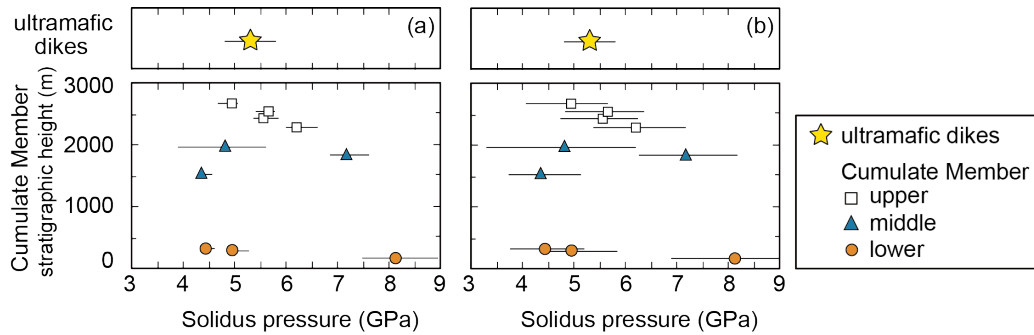 ultramafic
dikes
(a)
(b)
Cumulate Member
stratigraphic height (m)
3000
2000
1000
0
3 4 5 6 7 8 9
3 4 5 6 7 8 9
Solidus pressure (GPa)
Solidus pressure (GPa)
ultramafic dikes
Cumulate Member
upper
middle
lower